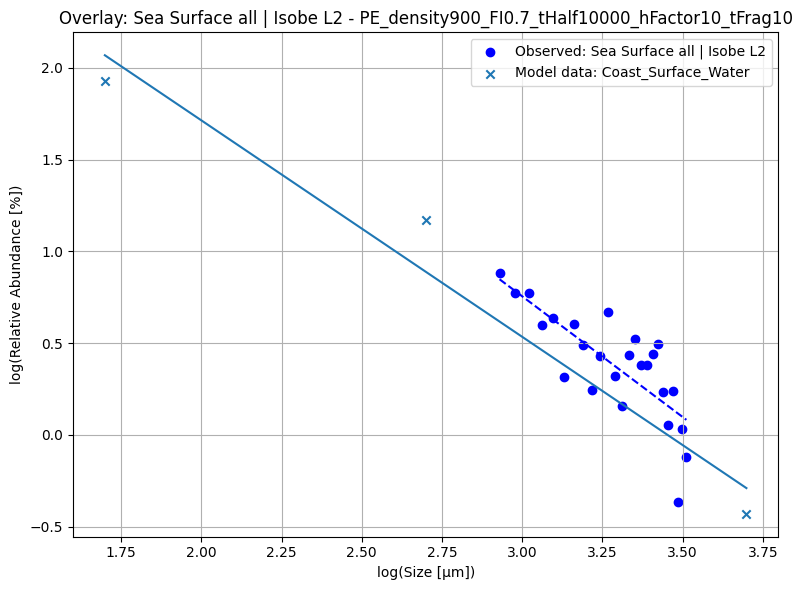 Overlay: Sea Surface all | Isobe L2 - PE_density900_FI0.7_tHalf10000_hFactor10_tFrag10
Observed: Sea Surface all | Isobe L2
Model data: Coast_Surface_Water
log(Relative Abundance [%])
2.0
1.5
1.0
0.5
0.0
−0.5
1.75 2.00 2.25 2.50 2.75 3.00 3.25 3.50 3.75
log(Size [µm])